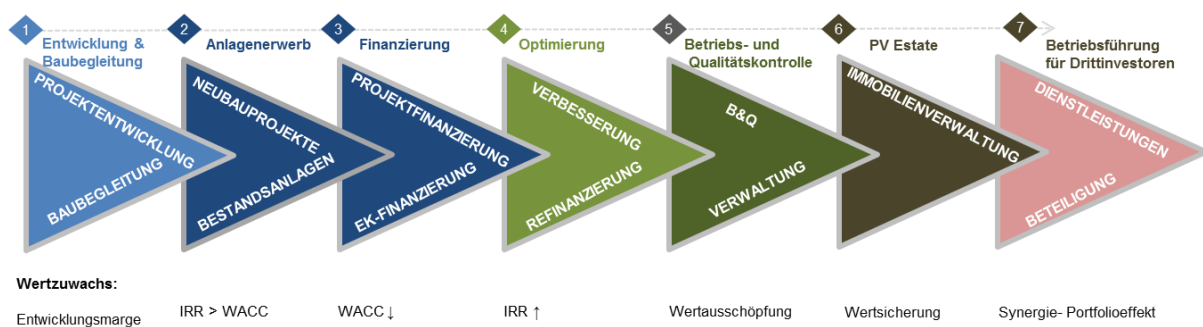 1
Entwicklung &
Baubegleitung
2
Anlagenerwerb
3
Finanzierung
4
Optimierung
5
Betriebs- und
Qualitätskontrolle
6
PV Estate
7
Betriebsführung
für Drittinvestoren
PROJEKTENTWICKLUNG
BAUBEGLEITUNG
NEUBAUPROJEKTE
BESTANDSANLAGEN
PROJEKTFINANZIERUNG
EK-FINANZIERUNG
VERBESSERUNG
REFINANZIERUNG
B&Q
VERWALTUNG
IMMOBILIENVERWALTUNG
DIENSTLEISTUNGEN
BETEILIGUNG
Wertzuwachs:
Entwicklungsmarge
IRR > WACC
WACC ↓
IRR ↑
Wertausschöpfung
Wertsicherung
Synergie- Portfolioeffekt